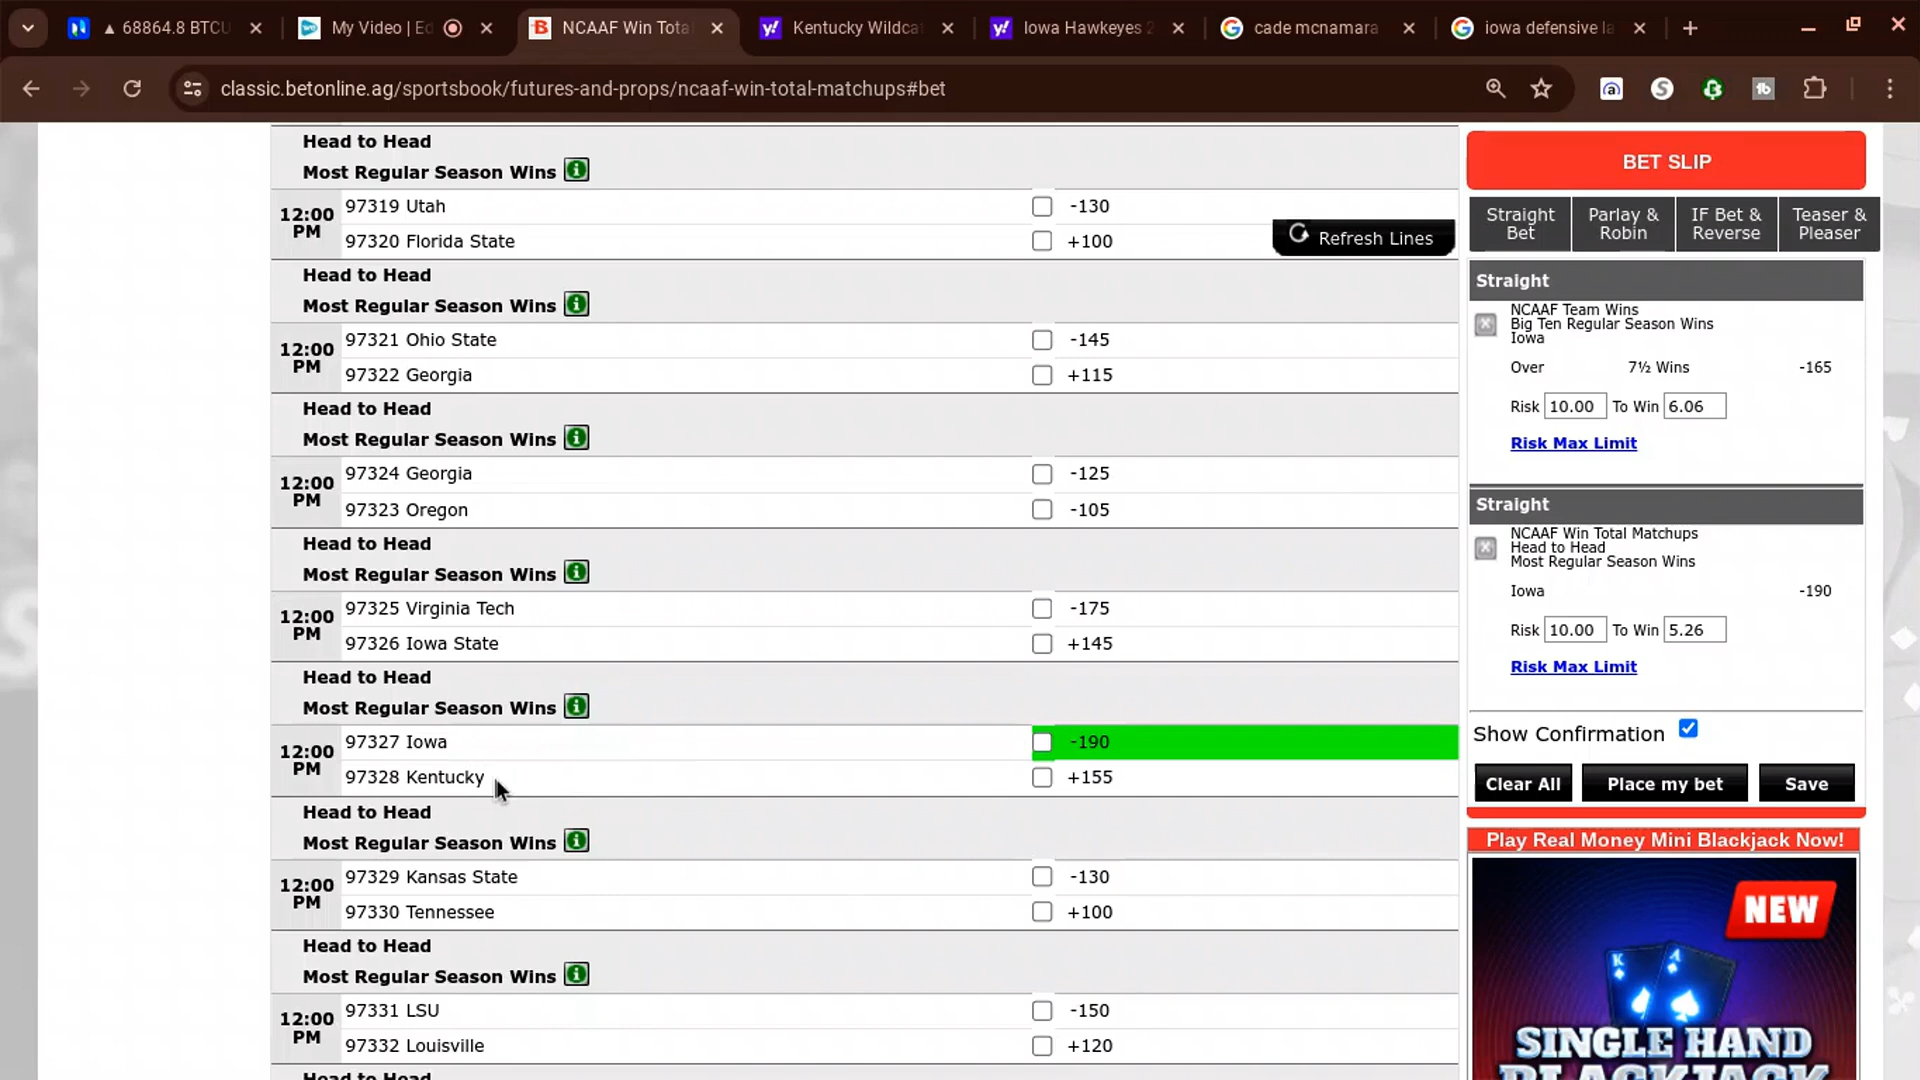 68864.8 BTCU
My Video | Ed
NCAAF Win Tota
Kentucky Wildca
Iowa Hawkeyes 2
cade mcnamara
iowa defensive la
classic.betonline.ag/sportsbook/futures-and-props/ncaaf-win-total-matchups#bet
Head to Head
Most Regular Season Wins
12:00 PM
97319 Utah -130
97320 Florida State +100
Refresh Lines
Head to Head
Most Regular Season Wins
12:00 PM
97321 Ohio State -145
97322 Georgia +115
Head to Head
Most Regular Season Wins
12:00 PM
97324 Georgia -125
97323 Oregon -105
Head to Head
Most Regular Season Wins
12:00 PM
97325 Virginia Tech -175
97326 Iowa State +145
Head to Head
Most Regular Season Wins
12:00 PM
97327 Iowa -190
97328 Kentucky +155
Head to Head
Most Regular Season Wins
12:00 PM
97329 Kansas State -130
97330 Tennessee +100
Head to Head
Most Regular Season Wins
12:00 PM
97331 LSU -150
97332 Louisville +120
Head to Head
BET SLIP
Straight Bet
Parlay & Robin
IF Bet & Reverse
Teaser & Pleaser
Straight
NCAAF Team Wins
Big Ten Regular Season Wins
Iowa
Over 7½ Wins -165
Risk 10.00 To Win 6.06
Risk Max Limit
Straight
NCAAF Win Total Matchups
Head to Head
Most Regular Season Wins
Iowa -190
Risk 10.00 To Win 5.26
Risk Max Limit
Show Confirmation
Clear All Place my bet Save
Play Real Money Mini Blackjack Now!
NEW
K A
SINGLE HAND
BLACKJACK